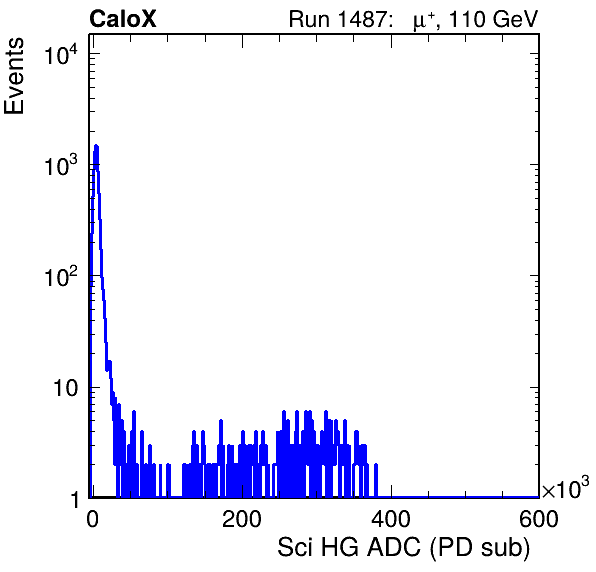 CaloX Run 1487: μ⁺, 110 GeV
Events
10⁴
10³
10²
10
1
0 200 400 600
×10³
Sci HG ADC (PD sub)